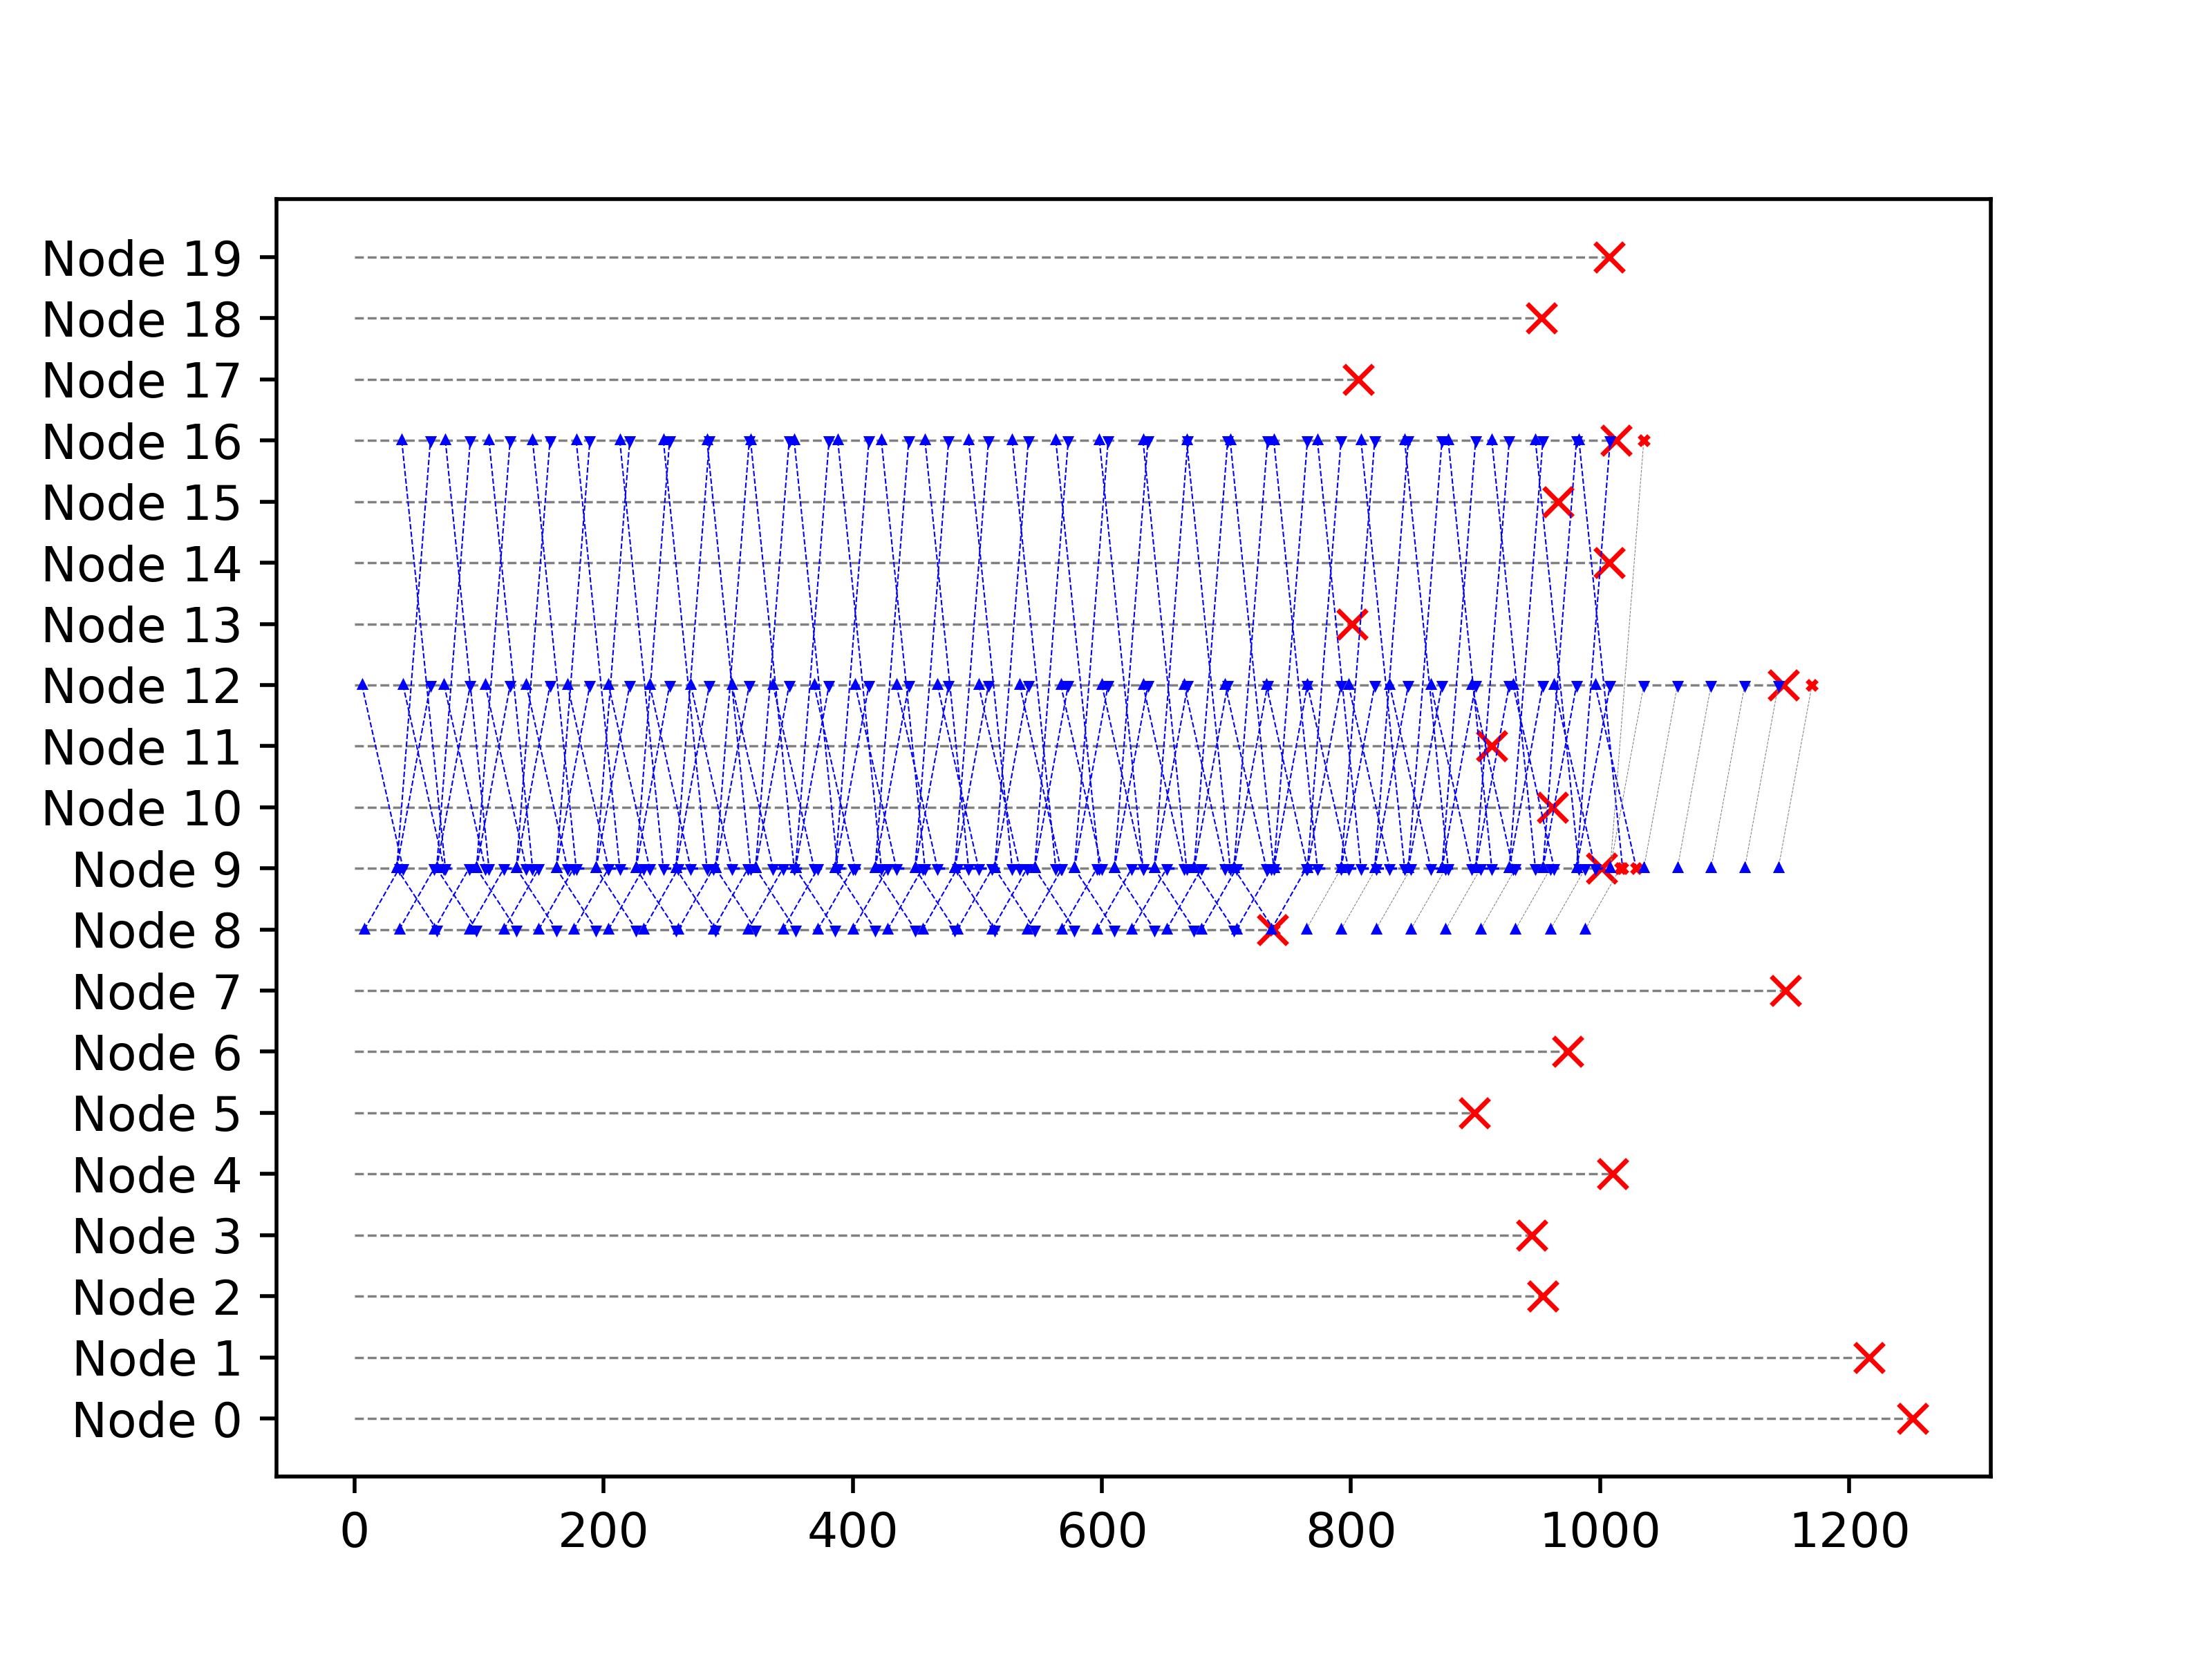 Node 19
Node 18
Node 17
Node 16
Node 15
Node 14
Node 13
Node 12
Node 11
Node 10
Node 9
Node 8
Node 7
Node 6
Node 5
Node 4
Node 3
Node 2
Node 1
Node 0
0 200 400 600 800 1000 1200